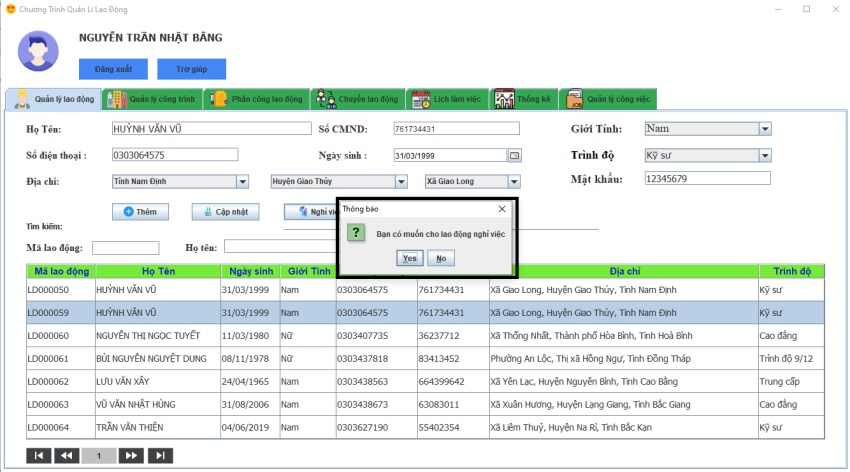 Chương Trình Quản Lí Lao Động
NGUYỄN TRẦN NHẬT BĂNG
Đăng xuất Trợ giúp
Quản lý lao động Quản lý công trình Phân công lao động Chuyển lao động Lịch làm việc Thống kê Quản lý công việc
Họ Tên: HUỲNH VĂN VŨ Số CMND: 761734431 Giới Tính: Nam
Số điện thoại : 0303064575 Ngày sinh : 31/03/1999 Trình độ Kỹ sư
Địa chỉ: Tỉnh Nam Định Huyện Giao Thủy Xã Giao Long Mật khẩu: 12345679
Thêm Cập nhật Nghỉ việ
Thông báo
Bạn có muốn cho lao động nghỉ việc
Yes No
Tìm kiếm:
Mã lao động: Họ tên:
Mã lao động Họ Tên Ngày sinh Giới Tính Địa chỉ Trình độ
LD000050 HUỲNH VĂN VŨ 31/03/1999 Nam 0303064575 761734431 Xã Giao Long, Huyện Giao Thủy, Tỉnh Nam Định Kỹ sư
LD000059 HUỲNH VĂN VŨ 31/03/1999 Nam 0303064575 761734431 Xã Giao Long, Huyện Giao Thủy, Tỉnh Nam Định Kỹ sư
LD000060 NGUYỄN THỊ NGỌC TUYẾT 11/03/1980 Nữ 0303407735 36237712 Xã Thống Nhất, Thành phố Hòa Bình, Tỉnh Hoà Bình Cao đẳng
LD000061 BÙI NGUYÊN NGUYỆT DUNG 08/11/1978 Nữ 0303437818 83413452 Phường An Lộc, Thị xã Hồng Ngự, Tỉnh Đồng Tháp Trình độ 9/12
LD000062 LƯU VĂN XÂY 24/04/1965 Nam 0303438563 664399642 Xã Yên Lạc, Huyện Nguyên Bình, Tỉnh Cao Bằng Trung cấp
LD000063 VŨ VĂN NHẬT HÙNG 31/08/2006 Nam 0303438673 63083011 Xã Xuân Hương, Huyện Lạng Giang, Tỉnh Bắc Giang Cao đẳng
LD000064 TRẦN VĂN THIỆN 04/06/2019 Nam 0303627190 55402354 Xã Liêm Thuỷ, Huyện Na Rì, Tỉnh Bắc Kạn Kỹ sư
1